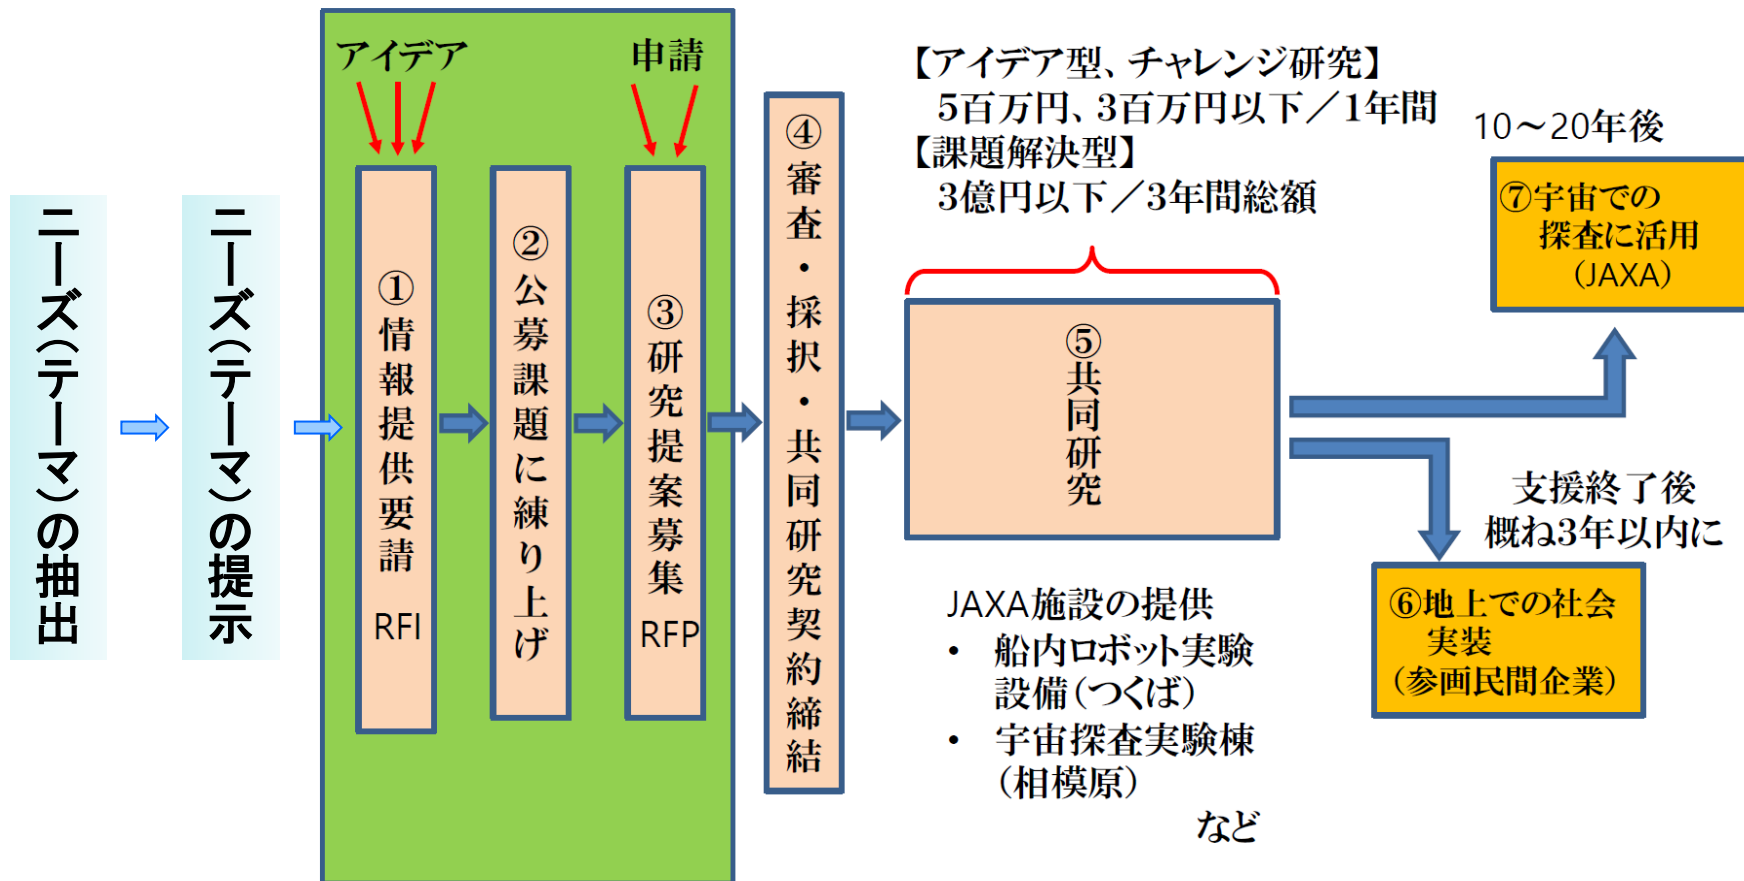 ニーズ（テーマ）の抽出
ニーズ（テーマ）の提示
アイデア
①情報提供要請
RFI
②公募課題に練り上げ
申請
③研究提案募集
RFP
④審査・採択・共同研究契約締結
【アイデア型、チャレンジ研究】
5百万円、3百万円以下／1年間
【課題解決型】
3億円以下／3年間総額
⑤共同研究
JAXA施設の提供
・ 船内ロボット実験
設備（つくば）
・ 宇宙探査実験棟
（相模原）
など
10～20年後
⑦宇宙での
探査に活用
（JAXA）
支援終了後
概ね3年以内に
⑥地上での社会
実装
（参画民間企業）